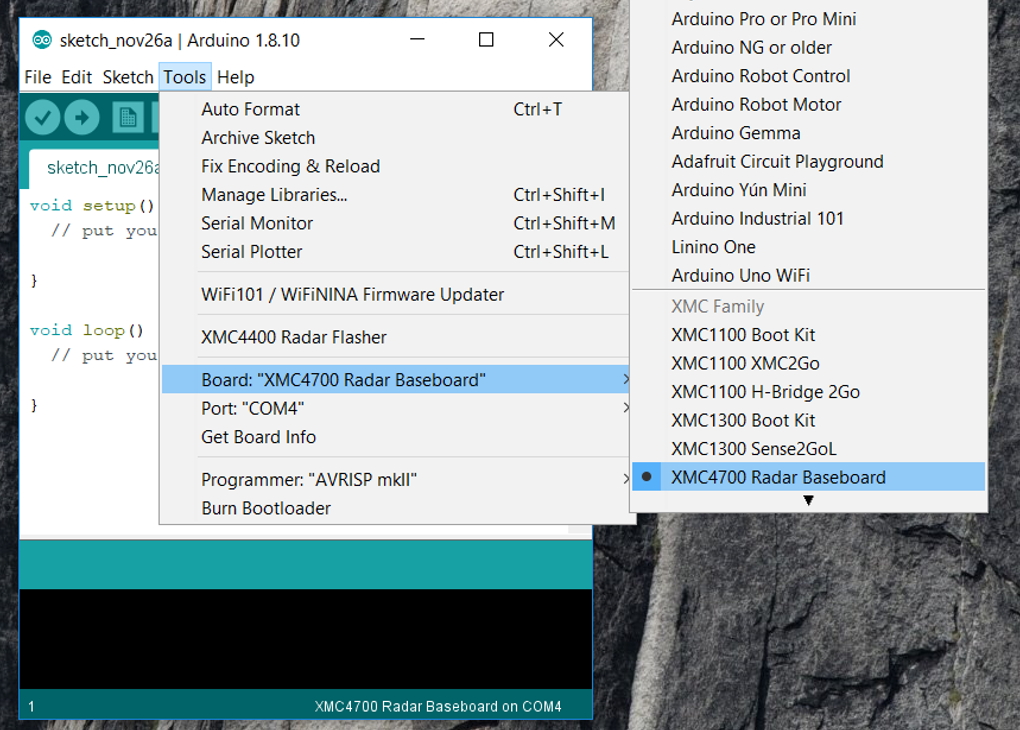 sketch_nov26a | Arduino 1.8.10
File Edit Sketch Tools Help
sketch_nov26a
void setup()
// put you
}
void loop()
// put you
}
Auto Format Ctrl+T
Archive Sketch
Fix Encoding & Reload
Manage Libraries... Ctrl+Shift+I
Serial Monitor Ctrl+Shift+M
Serial Plotter Ctrl+Shift+L
WiFi101 / WiFiNINA Firmware Updater
XMC4400 Radar Flasher
Board: "XMC4700 Radar Baseboard"
Port: "COM4"
Get Board Info
Programmer: "AVRISP mkII"
Burn Bootloader
Arduino Pro or Pro Mini
Arduino NG or older
Arduino Robot Control
Arduino Robot Motor
Arduino Gemma
Adafruit Circuit Playground
Arduino Yún Mini
Arduino Industrial 101
Linino One
Arduino Uno WiFi
XMC Family
XMC1100 Boot Kit
XMC1100 XMC2Go
XMC1100 H-Bridge 2Go
XMC1300 Boot Kit
XMC1300 Sense2GoL
XMC4700 Radar Baseboard
1 XMC4700 Radar Baseboard on COM4